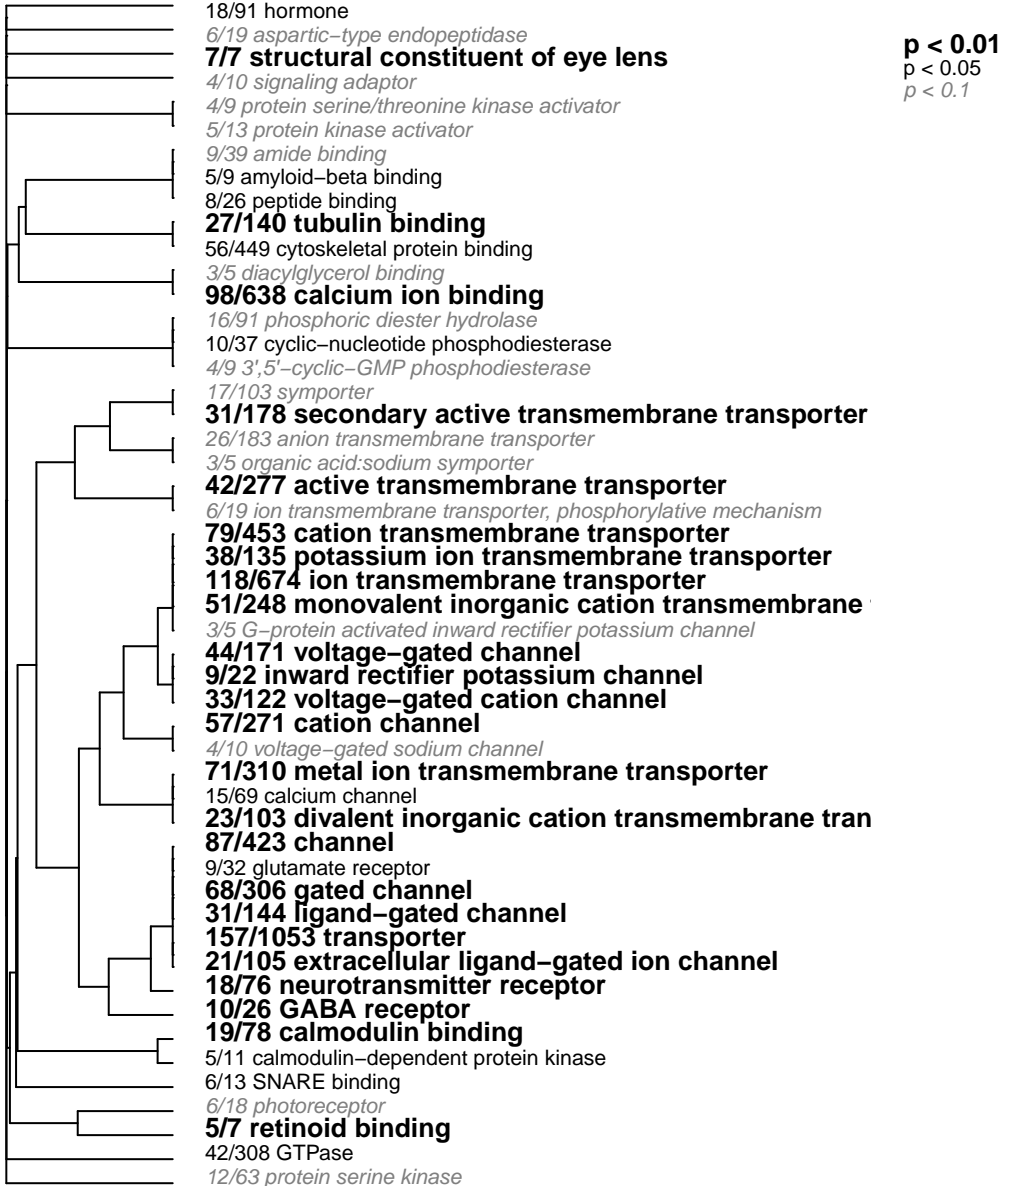 18/91 hormone
6/19 aspartic−type endopeptidase
7/7 structural constituent of eye lens
4/10 signaling adaptor
4/9 protein serine/threonine kinase activator
5/13 protein kinase activator
9/39 amide binding
5/9 amyloid−beta binding
8/26 peptide binding
27/140 tubulin binding
56/449 cytoskeletal protein binding
3/5 diacylglycerol binding
98/638 calcium ion binding
16/91 phosphoric diester hydrolase
10/37 cyclic−nucleotide phosphodiesterase
4/9 3',5'−cyclic−GMP phosphodiesterase
17/103 symporter
31/178 secondary active transmembrane transporter
26/183 anion transmembrane transporter
3/5 organic acid:sodium symporter
42/277 active transmembrane transporter
6/19 ion transmembrane transporter, phosphorylative mechanism
79/453 cation transmembrane transporter
38/135 potassium ion transmembrane transporter
118/674 ion transmembrane transporter
51/248 monovalent inorganic cation transmembrane
3/5 G−protein activated inward rectifier potassium channel
44/171 voltage−gated channel
9/22 inward rectifier potassium channel
33/122 voltage−gated cation channel
57/271 cation channel
4/10 voltage−gated sodium channel
71/310 metal ion transmembrane transporter
15/69 calcium channel
23/103 divalent inorganic cation transmembrane tran
87/423 channel
9/32 glutamate receptor
68/306 gated channel
31/144 ligand−gated channel
157/1053 transporter
21/105 extracellular ligand−gated ion channel
18/76 neurotransmitter receptor
10/26 GABA receptor
19/78 calmodulin binding
5/11 calmodulin−dependent protein kinase
6/13 SNARE binding
6/18 photoreceptor
5/7 retinoid binding
42/308 GTPase
12/63 protein serine kinase
p < 0.01
p < 0.05
p < 0.1